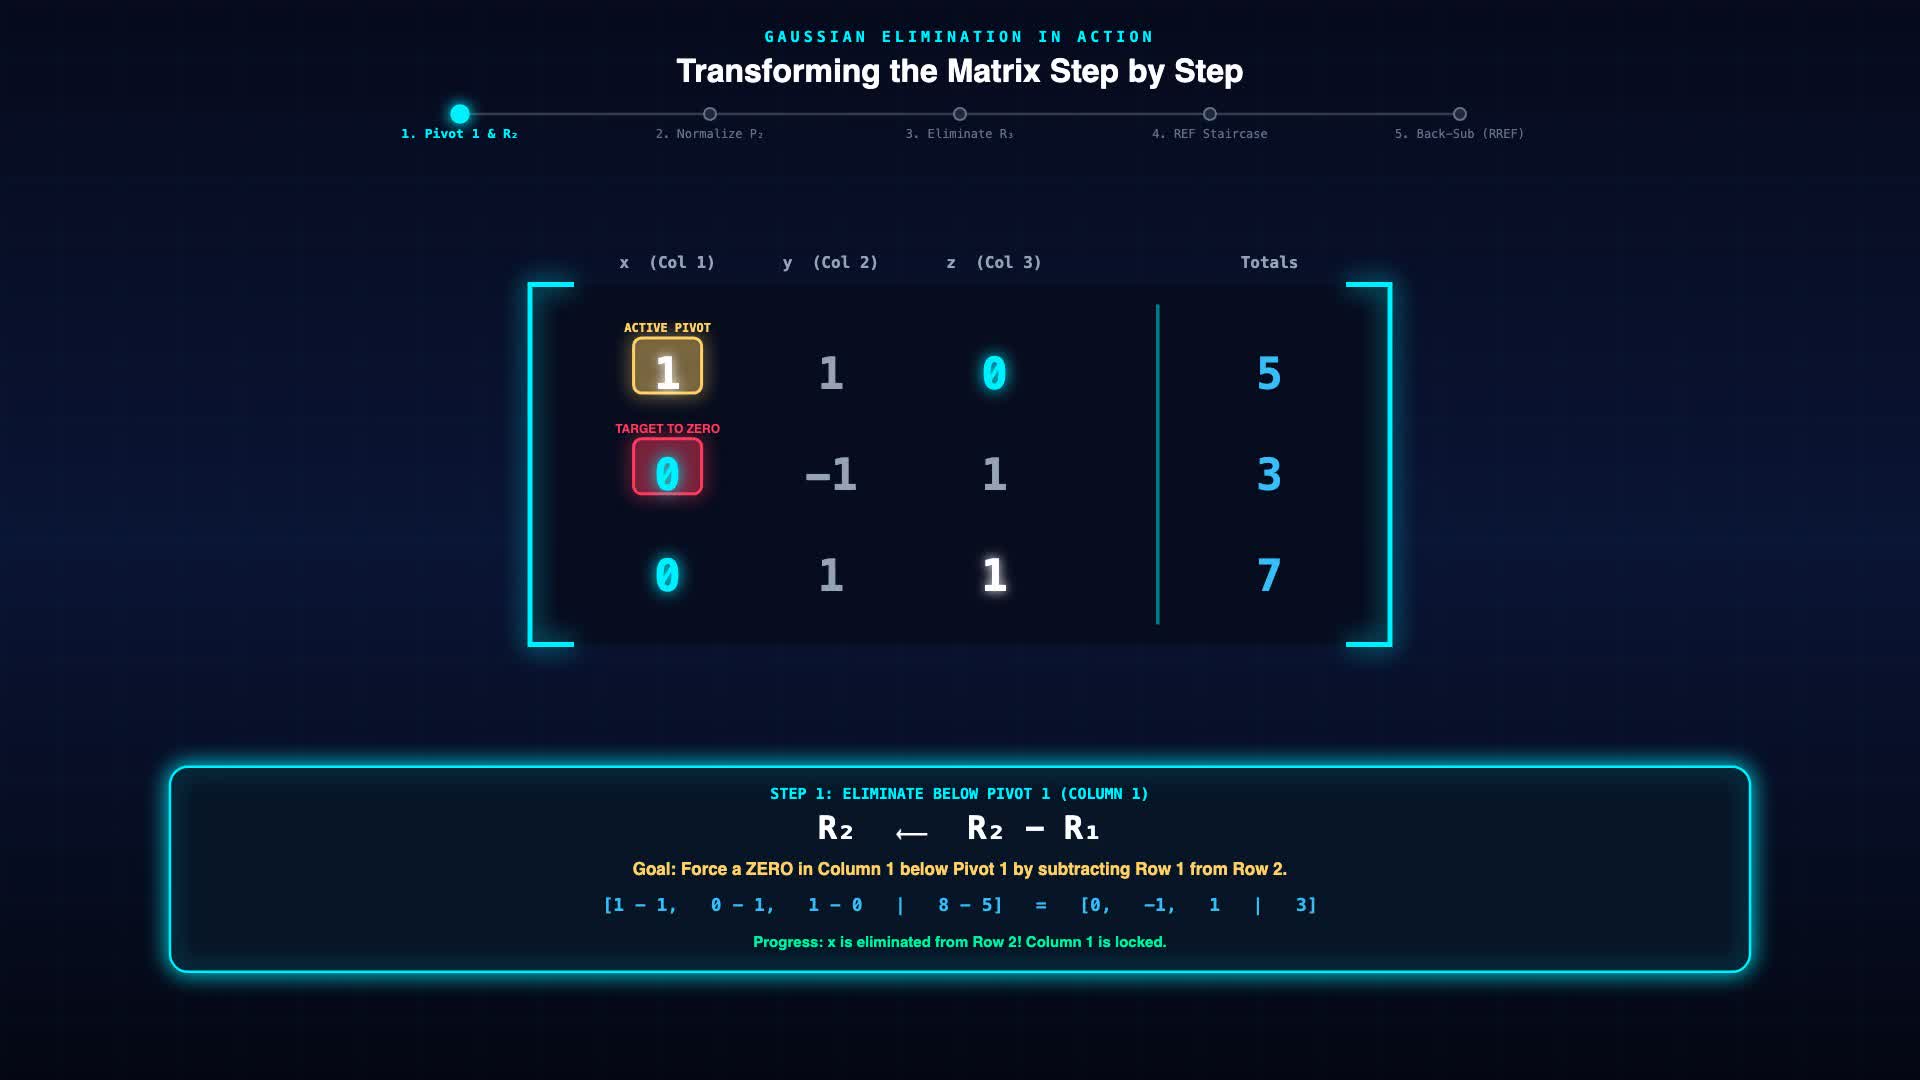 GAUSSIAN ELIMINATION IN ACTION
Transforming the Matrix Step by Step
1. Pivot 1 & R₂ 2. Normalize P₂ 3. Eliminate R₃ 4. REF Staircase 5. Back-Sub (RREF)
x (Col 1) y (Col 2) z (Col 3) Totals
ACTIVE PIVOT
1 1 0 5
TARGET TO ZERO
0 −1 1 3
0 1 1 7
STEP 1: ELIMINATE BELOW PIVOT 1 (COLUMN 1)
R₂ ⟵ R₂ − R₁
Goal: Force a ZERO in Column 1 below Pivot 1 by subtracting Row 1 from Row 2.
[1 − 1, 0 − 1, 1 − 0 | 8 − 5] = [0, −1, 1 | 3]
Progress: x is eliminated from Row 2! Column 1 is locked.